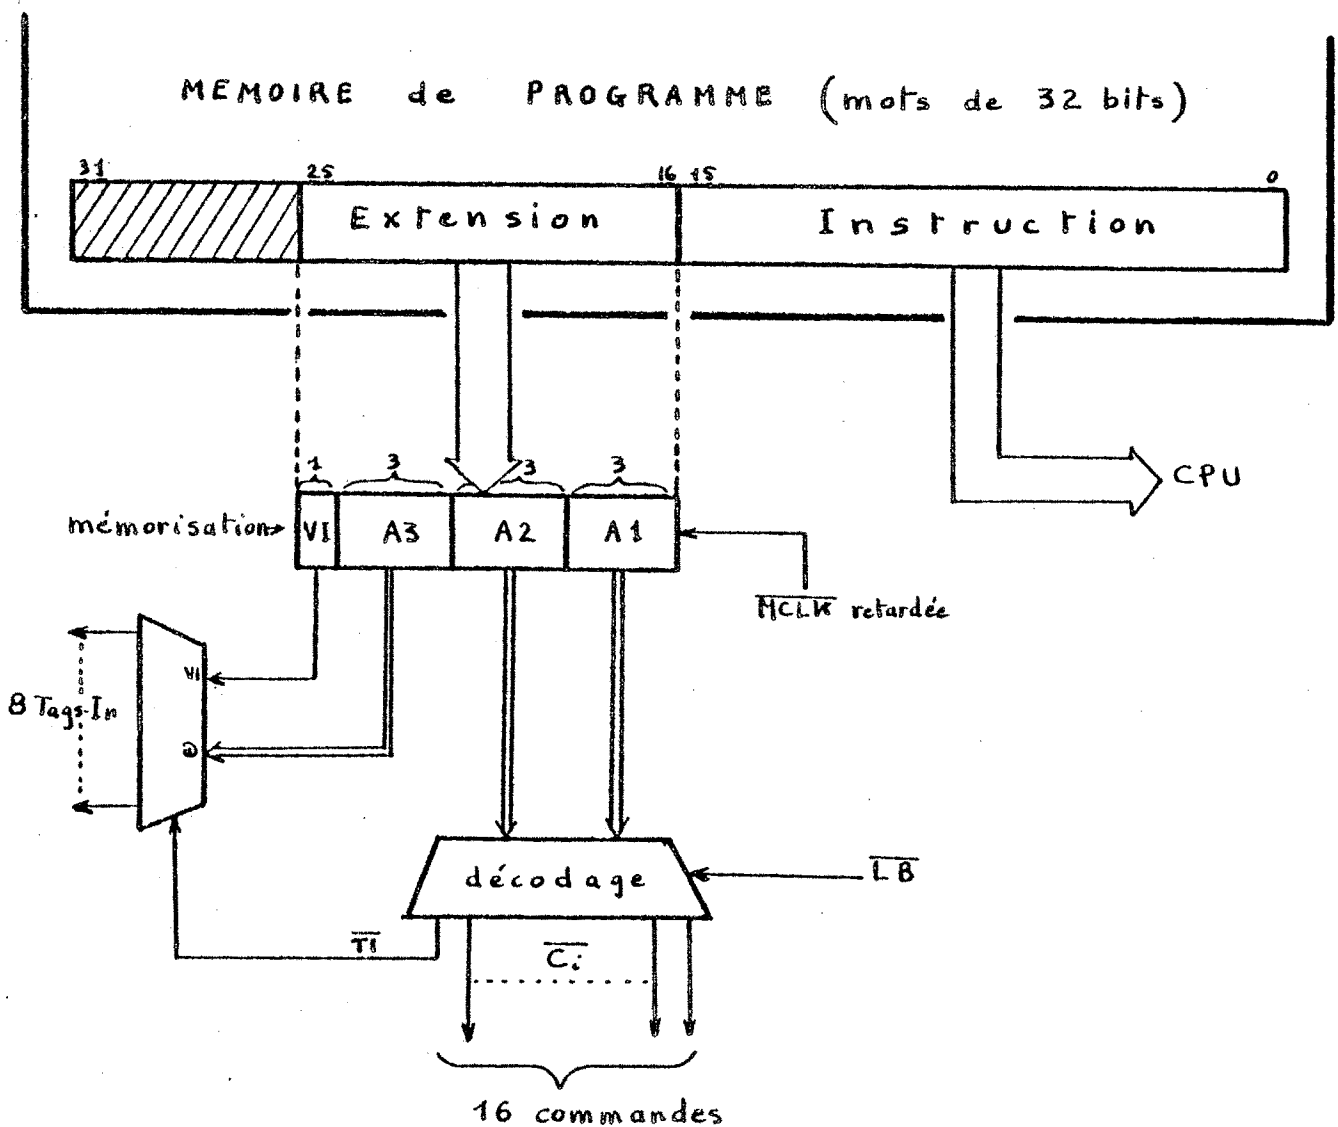 MEMOIRE de PROGRAMME (mots de 32 bits)
31 25 16 15 0
Extension Instruction
1 3 3 3
CPU
mémorisation VI A3 A2 A1
MCLK retardée
VI
8 Tags-In
@
décodage
LB
TI
Ci
16 commandes